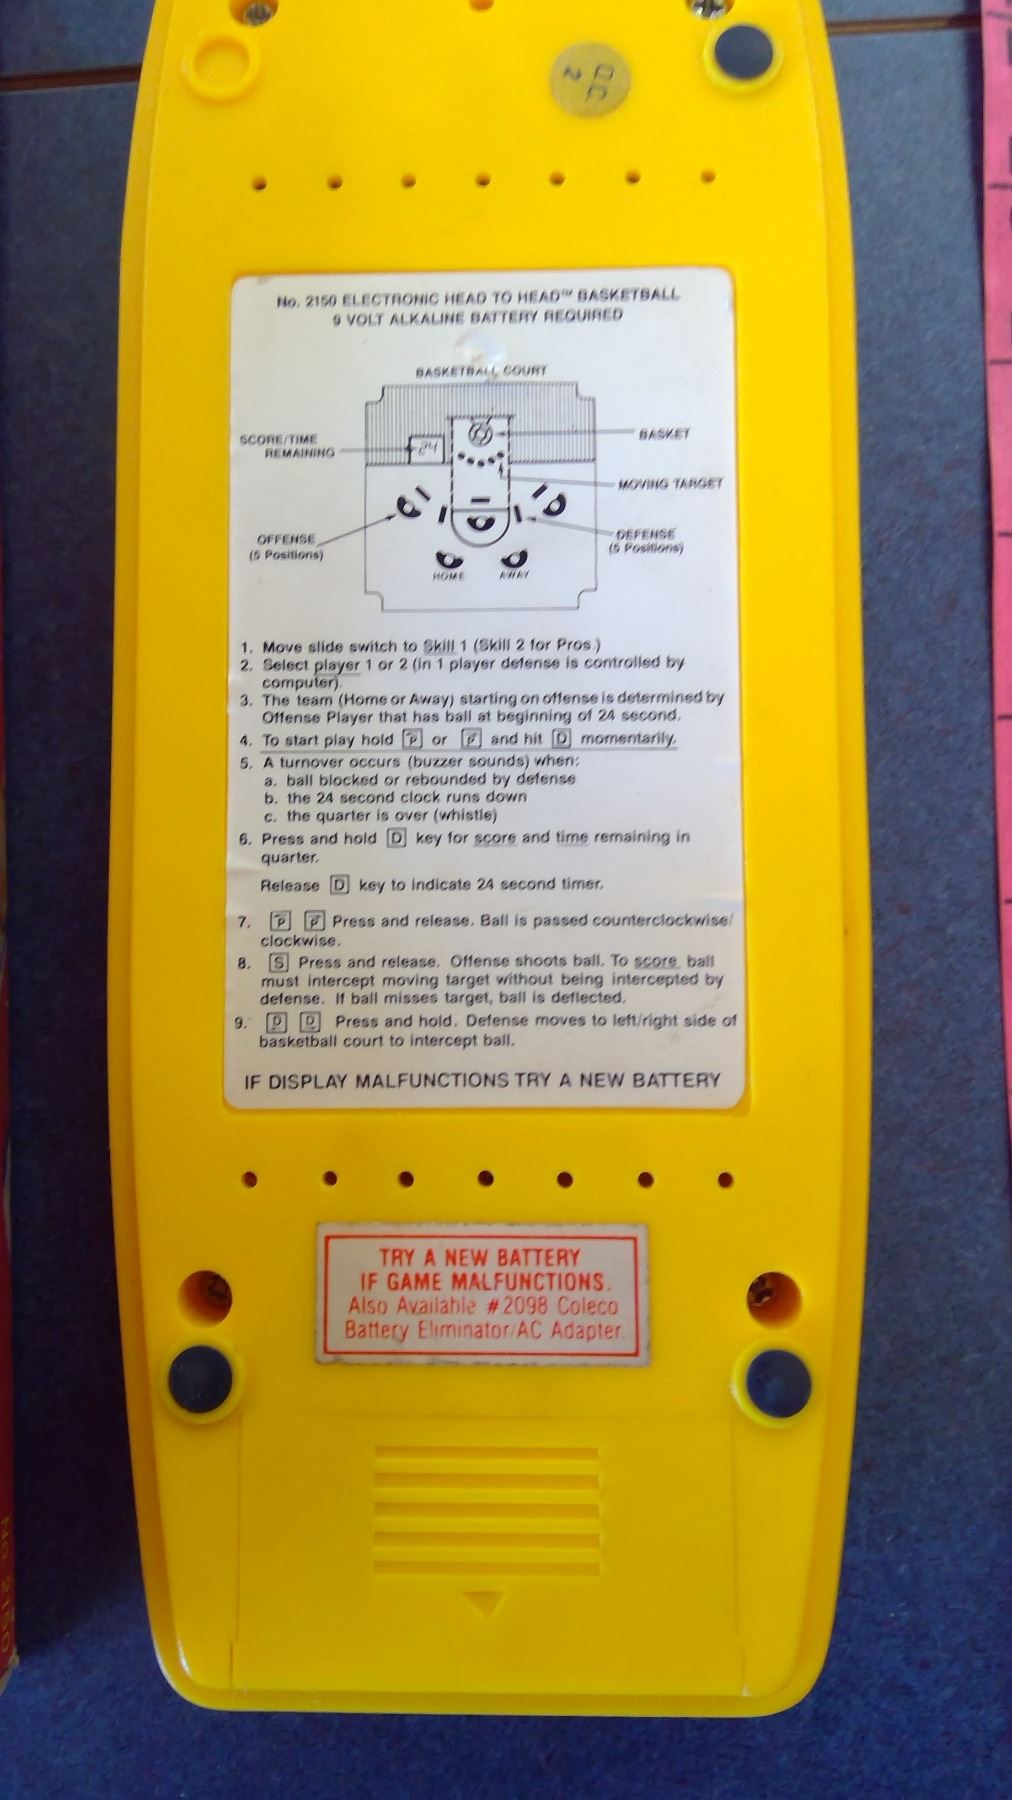 QC
2
No. 2150 ELECTRONIC HEAD TO HEAD™ BASKETBALL
9 VOLT ALKALINE BATTERY REQUIRED
BASKETBALL COURT
SCORE/TIME
REMAINING
24
BASKET
MOVING TARGET
OFFENSE
(5 Positions)
DEFENSE
(5 Positions)
HOME AWAY
1. Move slide switch to Skill 1 (Skill 2 for Pros.)
2. Select player 1 or 2 (in 1 player defense is controlled by
computer).
3. The team (Home or Away) starting on offense is determined by
Offense Player that has ball at beginning of 24 second.
4. To start play hold P or P and hit D momentarily.
5. A turnover occurs (buzzer sounds) when:
a. ball blocked or rebounded by defense
b. the 24 second clock runs down
c. the quarter is over (whistle)
6. Press and hold D key for score and time remaining in
quarter.
Release D key to indicate 24 second timer.
7. P P Press and release. Ball is passed counterclockwise/
clockwise.
8. S Press and release. Offense shoots ball. To score ball
must intercept moving target without being intercepted by
defense. If ball misses target, ball is deflected.
9. D D Press and hold. Defense moves to left/right side of
basketball court to intercept ball.
IF DISPLAY MALFUNCTIONS TRY A NEW BATTERY
TRY A NEW BATTERY
IF GAME MALFUNCTIONS.
Also Available #2098 Coleco
Battery Eliminator/AC Adapter.
NO. 2150